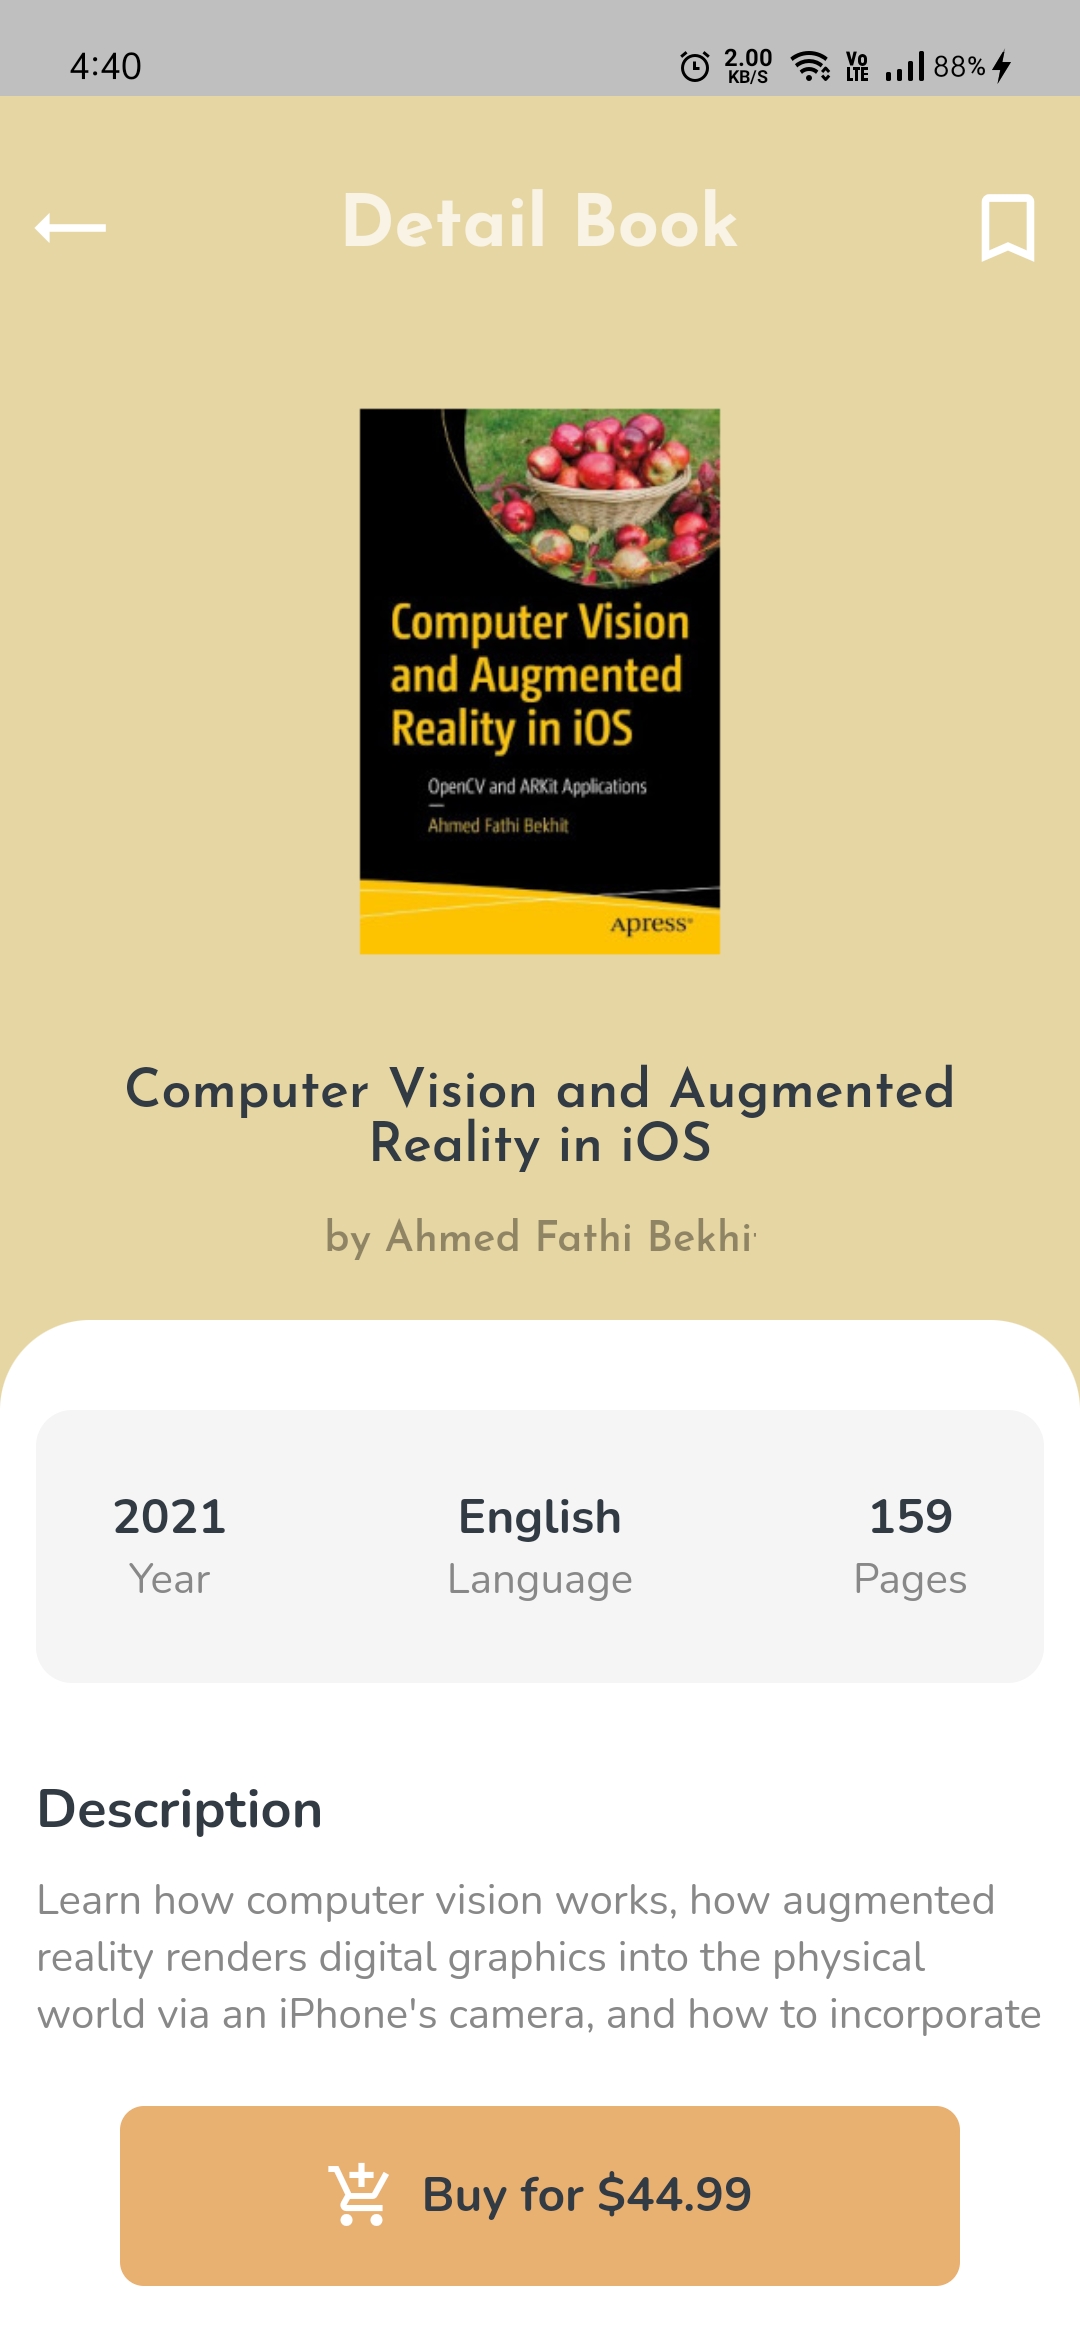 4:40
2.00
KB/S
Vo
LTE
88%
Detail Book
Computer Vision
and Augmented
Reality in iOS
OpenCV and ARKit Applications
Ahmed Fathi Bekhit
Apress®
Computer Vision and Augmented
Reality in iOS
by Ahmed Fathi Bekhi
2021
English
159
Year
Language
Pages
Description
Learn how computer vision works, how augmented
reality renders digital graphics into the physical
world via an iPhone's camera, and how to incorporate
Buy for $44.99